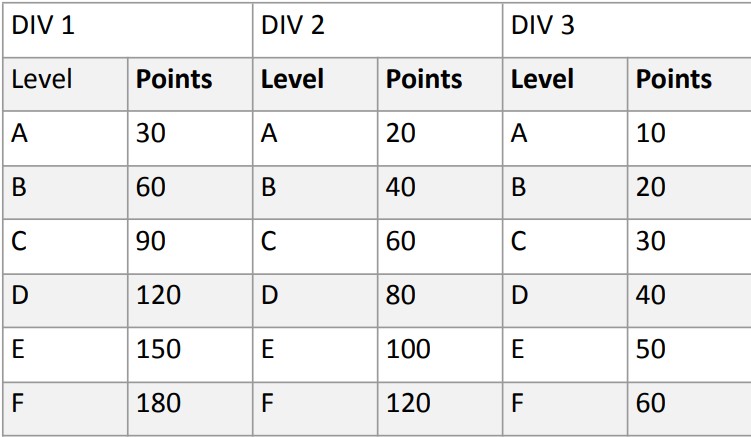 DIV 1 DIV 2 DIV 3
Level Points Level Points Level Points
A 30 A 20 A 10
B 60 B 40 B 20
C 90 C 60 C 30
D 120 D 80 D 40
E 150 E 100 E 50
F 180 F 120 F 60